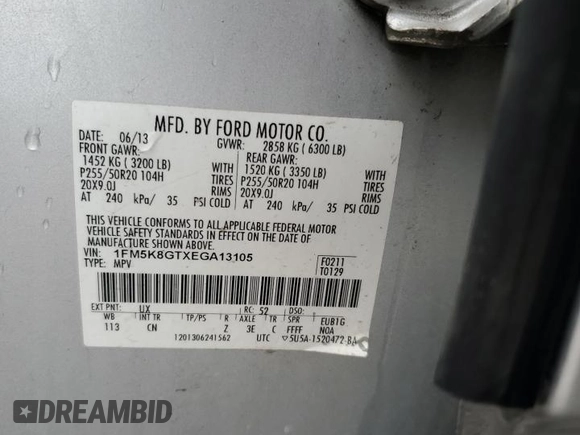 MFD. BY FORD MOTOR CO.
DATE: 06/13 GVWR: 2858 KG ( 6300 LB)
FRONT GAWR: REAR GAWR:
1452 KG ( 3200 LB) WITH 1520 KG ( 3350 LB) WITH
P255/50R20 104H TIRES P255/50R20 104H TIRES
20X9.0J RIMS 20X9.0J RIMS
AT 240 kPa/ 35 PSI COLD AT 240 kPa/ 35 PSI COLD
THIS VEHICLE CONFORMS TO ALL APPLICABLE FEDERAL MOTOR
VEHICLE SAFETY STANDARDS IN EFFECT ON THE DATE OF
MANUFACTURE SHOWN ABOVE.
VIN: 1FM5K8GTXEGA13105 F0211
TYPE: MPV T0129
EXT PNT: UX RC: 52 DSO:
WB INT TR TP/PS R AXLE TR SPR EUB1G
113 CN Z 3E C FFFF NOA
1201306241562 UTC ▽5U5A-1520472-BA
DREAMBID